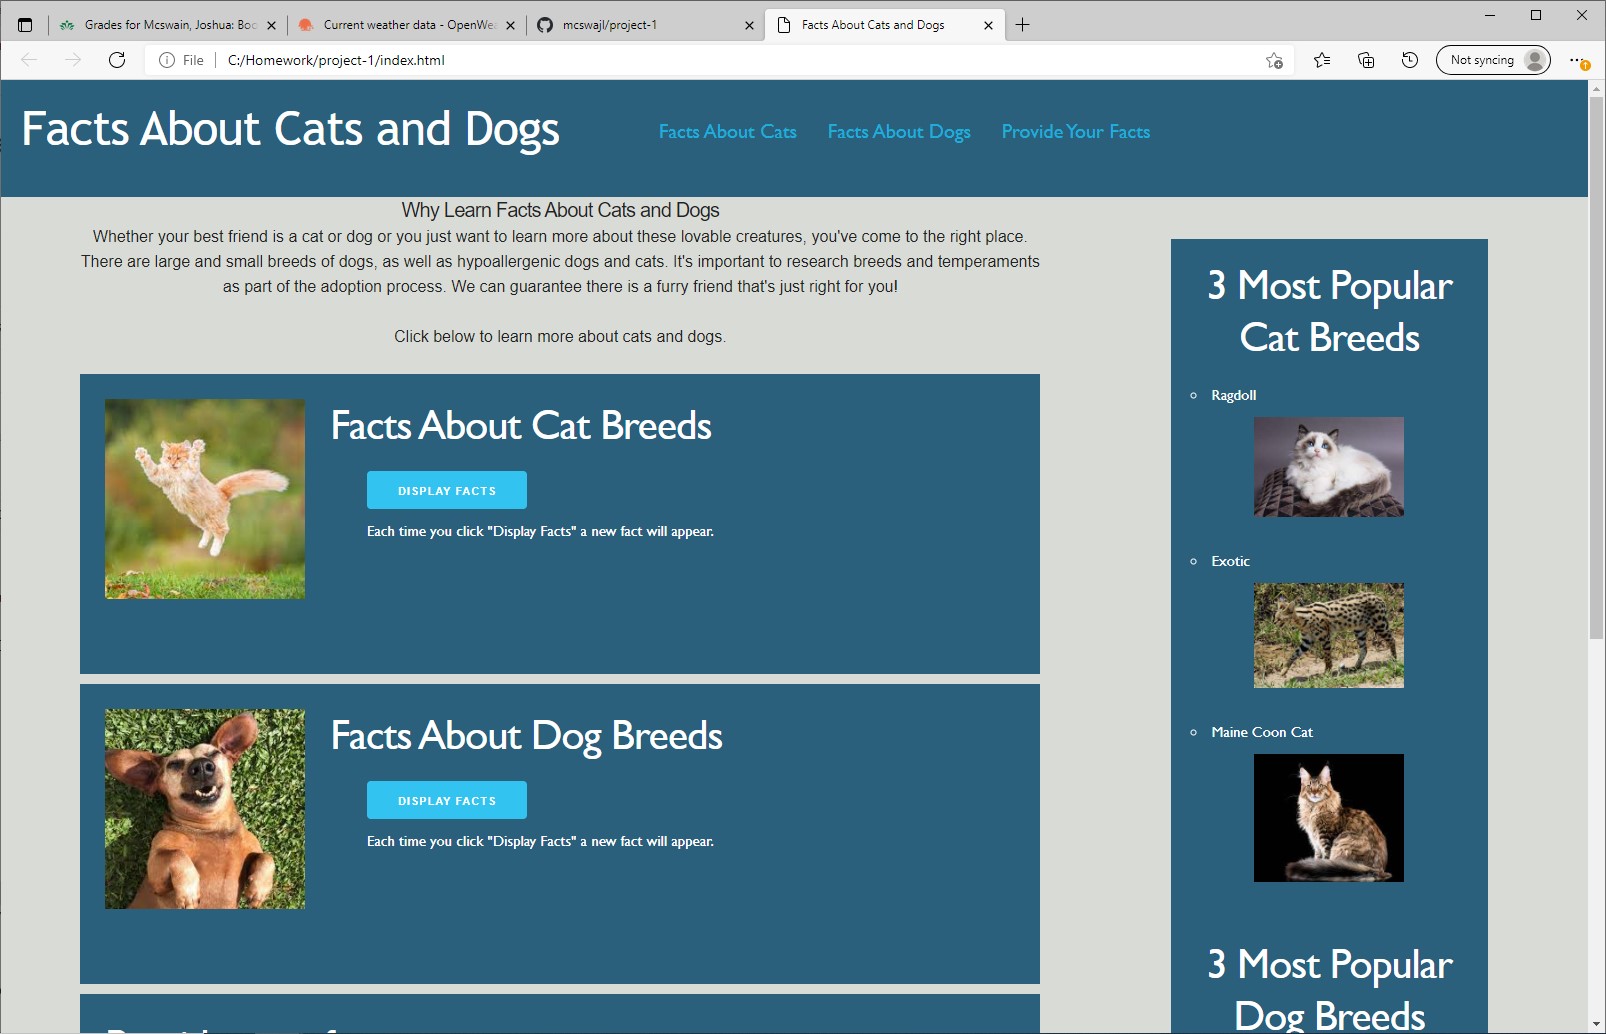 Grades for Mcswain, Joshua: Boo
Current weather data - OpenWea
mcswajl/project-1
Facts About Cats and Dogs
File
C:/Homework/project-1/index.html
Not syncing
Facts About Cats and Dogs
Facts About Cats
Facts About Dogs
Provide Your Facts
Why Learn Facts About Cats and Dogs
Whether your best friend is a cat or dog or you just want to learn more about these lovable creatures, you've come to the right place.
There are large and small breeds of dogs, as well as hypoallergenic dogs and cats. It's important to research breeds and temperaments
as part of the adoption process. We can guarantee there is a furry friend that's just right for you!
Click below to learn more about cats and dogs.
Facts About Cat Breeds
DISPLAY FACTS
Each time you click "Display Facts" a new fact will appear.
Facts About Dog Breeds
DISPLAY FACTS
Each time you click "Display Facts" a new fact will appear.
3 Most Popular
Cat Breeds
Ragdoll
Exotic
Maine Coon Cat
3 Most Popular
Dog Breeds